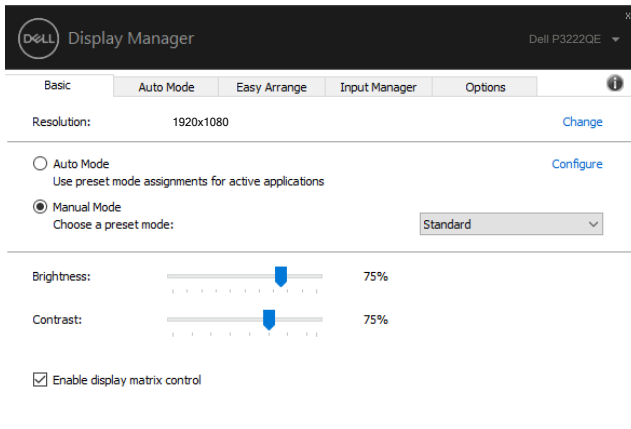 x
DELL Display Manager Dell P3222QE
Basic Auto Mode Easy Arrange Input Manager Options i
Resolution: 1920x1080 Change
Auto Mode Configure
Use preset mode assignments for active applications
Manual Mode
Choose a preset mode: Standard
Brightness: 75%
Contrast: 75%
Enable display matrix control